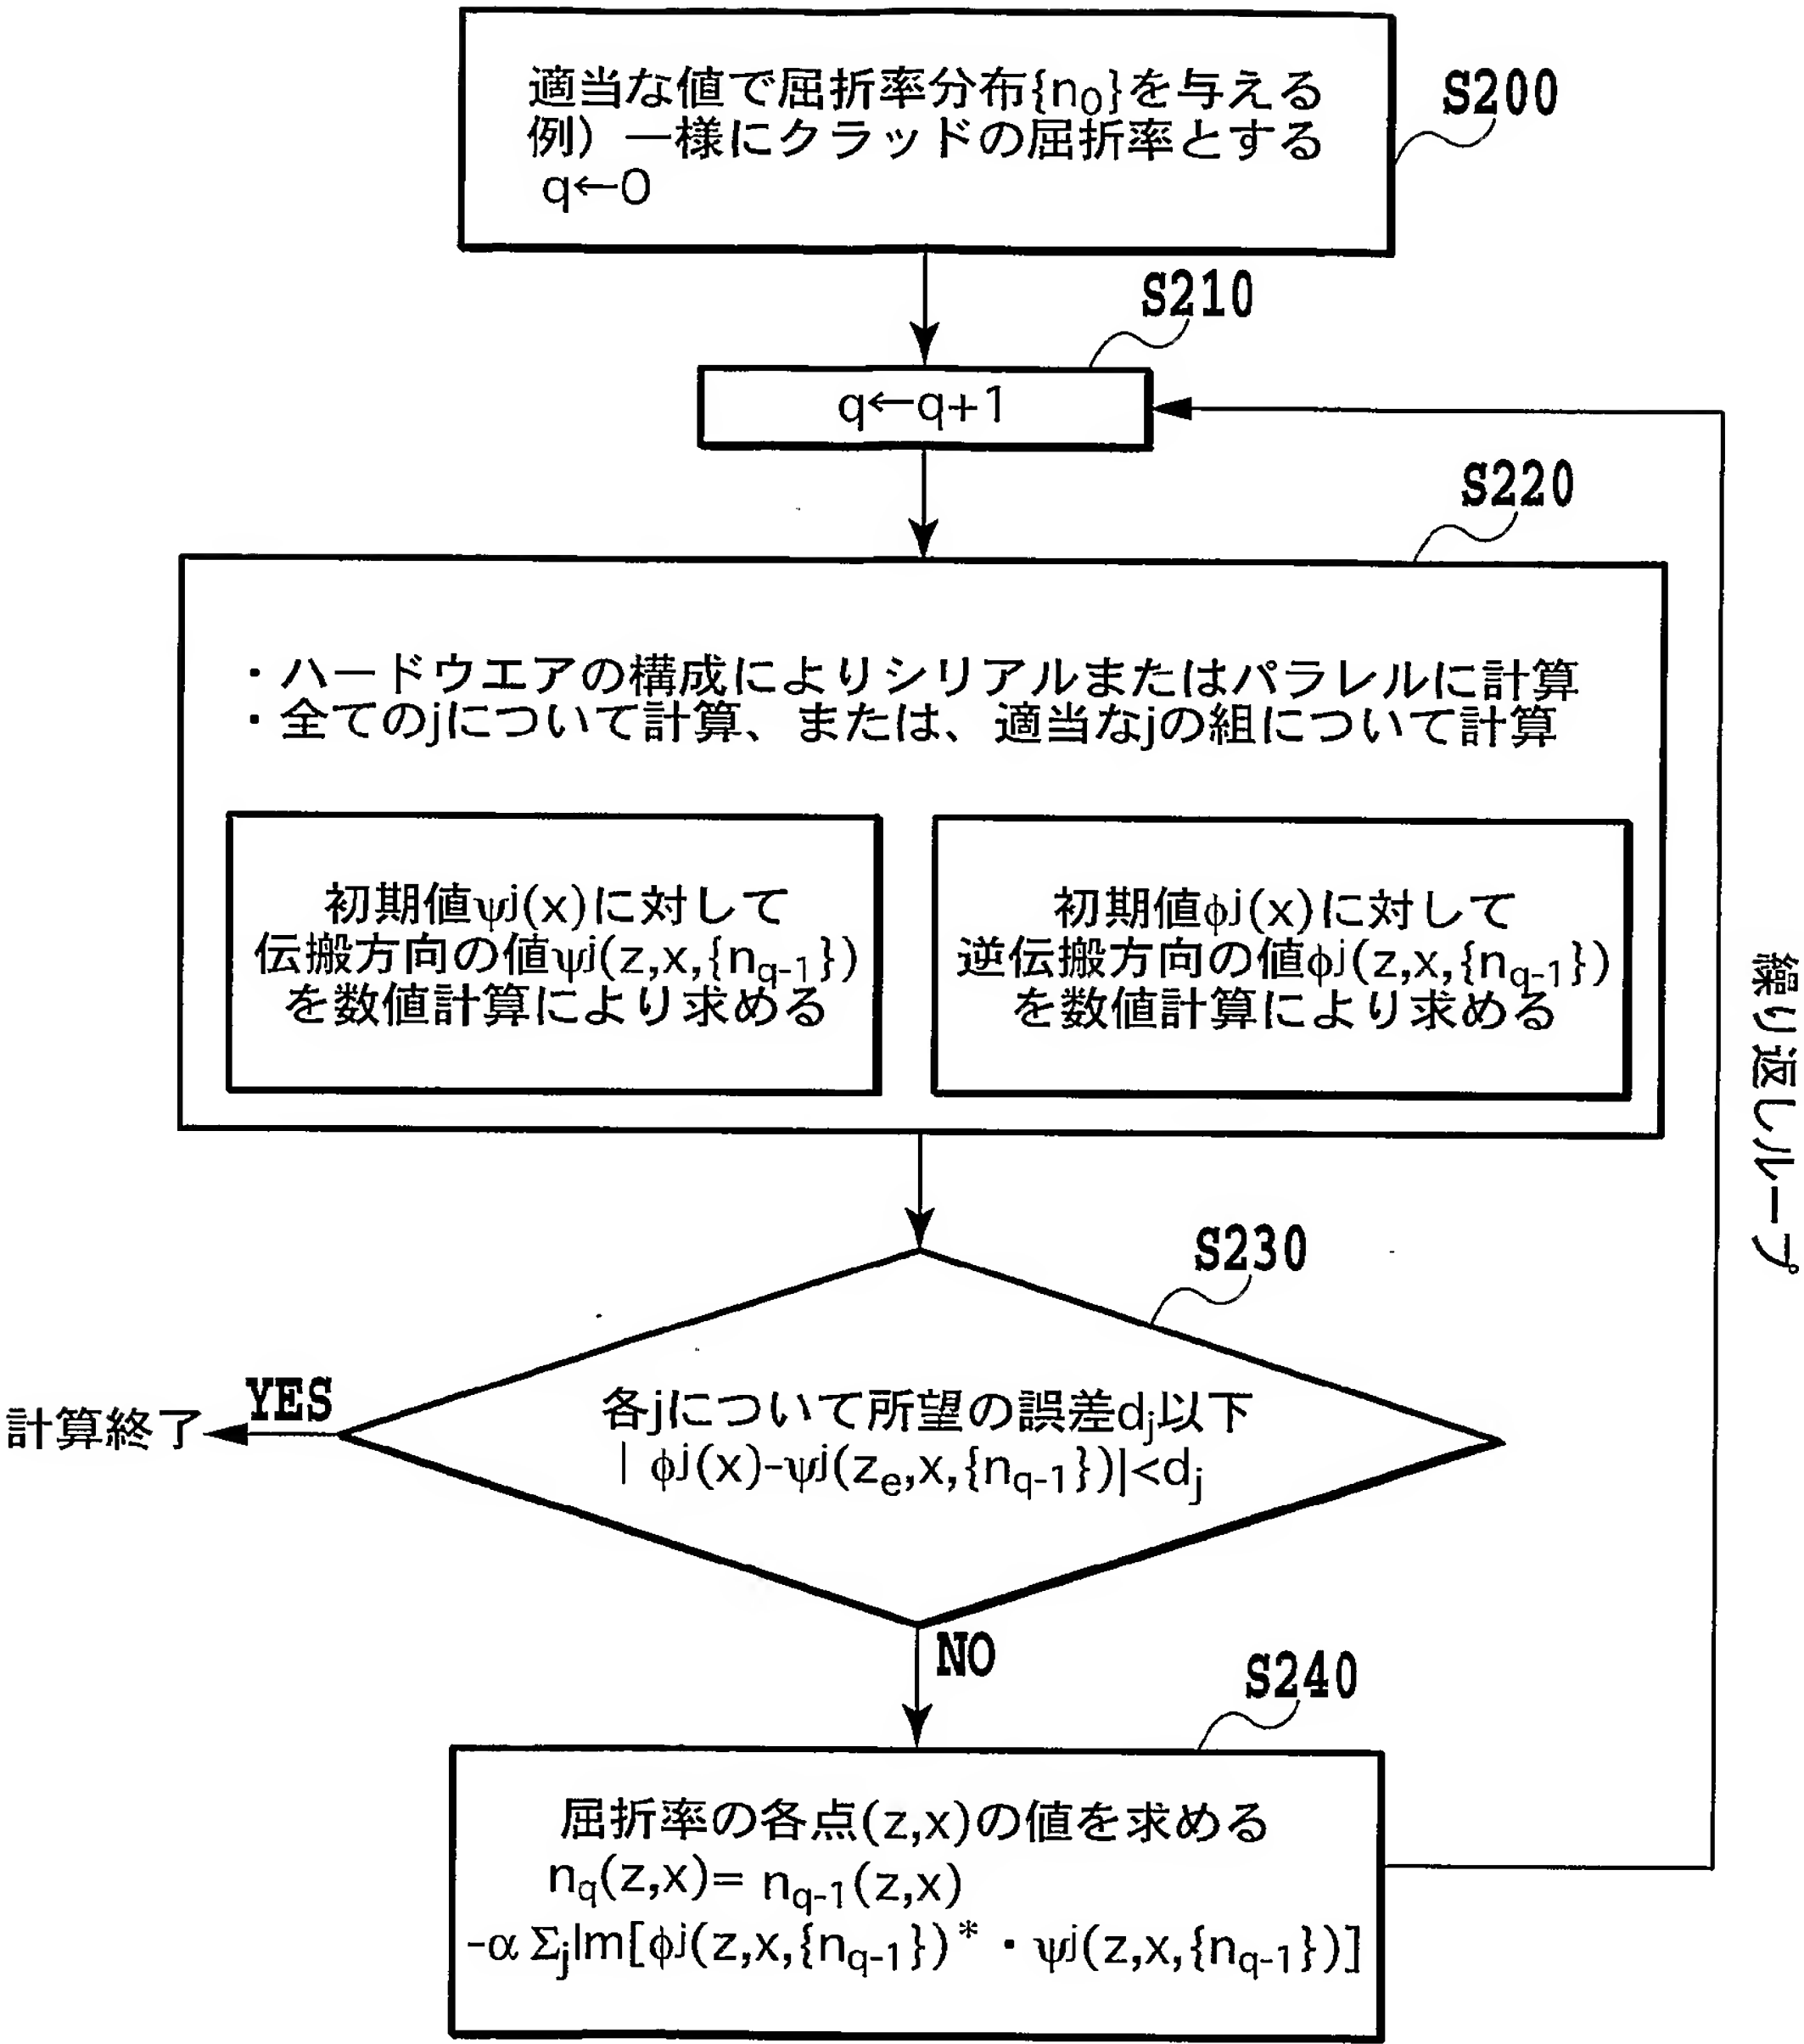 適当な値で屈折率分布{n0}を与える
例）一様にクラッドの屈折率とする
q←0
S200
S210
q←q+1
S220
・ハードウエアの構成によりシリアルまたはパラレルに計算
・全てのjについて計算、または、適当なjの組について計算
初期値ψj(x)に対して
伝搬方向の値ψj(z,x,{nq-1})
を数値計算により求める
初期値ϕj(x)に対して
逆伝搬方向の値ϕj(z,x,{nq-1})
を数値計算により求める
繰り返しループ
S230
各jについて所望の誤差dj以下
| ϕj(x)-ψj(ze,x,{nq-1})|<dj
YES
計算終了
NO
S240
屈折率の各点(z,x)の値を求める
nq(z,x)= nq-1(z,x)
-α ΣjIm[ϕj(z,x,{nq-1})*・ψj(z,x,{nq-1})]